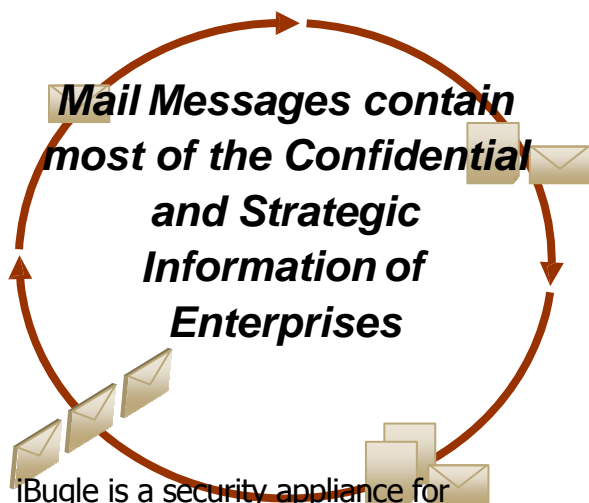 Mail Messages contain
most of the Confidential
and Strategic
Information of
Enterprises
iBugle is a security appliance for